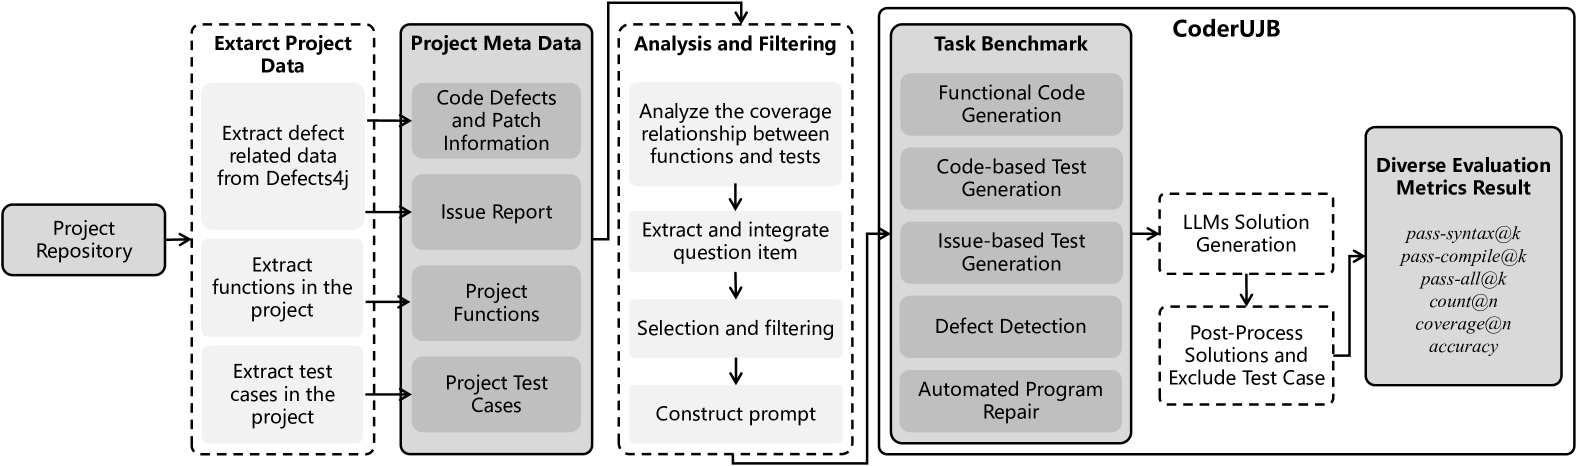 Project
Repository
Extarct Project
Data
Extract defect
related data
from Defects4j
Extract
functions in the
project
Extract test
cases in the
project
Project Meta Data
Code Defects
and Patch
Information
Issue Report
Project
Functions
Project Test
Cases
Analysis and Filtering
Analyze the coverage
relationship between
functions and tests
Extract and integrate
question item
Selection and filtering
Construct prompt
CoderUJB
Task Benchmark
Functional Code
Generation
Code-based Test
Generation
Issue-based Test
Generation
Defect Detection
Automated Program
Repair
LLMs Solution
Generation
Post-Process
Solutions and
Exclude Test Case
Diverse Evaluation
Metrics Result
pass-syntax@k
pass-compile@k
pass-all@k
count@n
coverage@n
accuracy